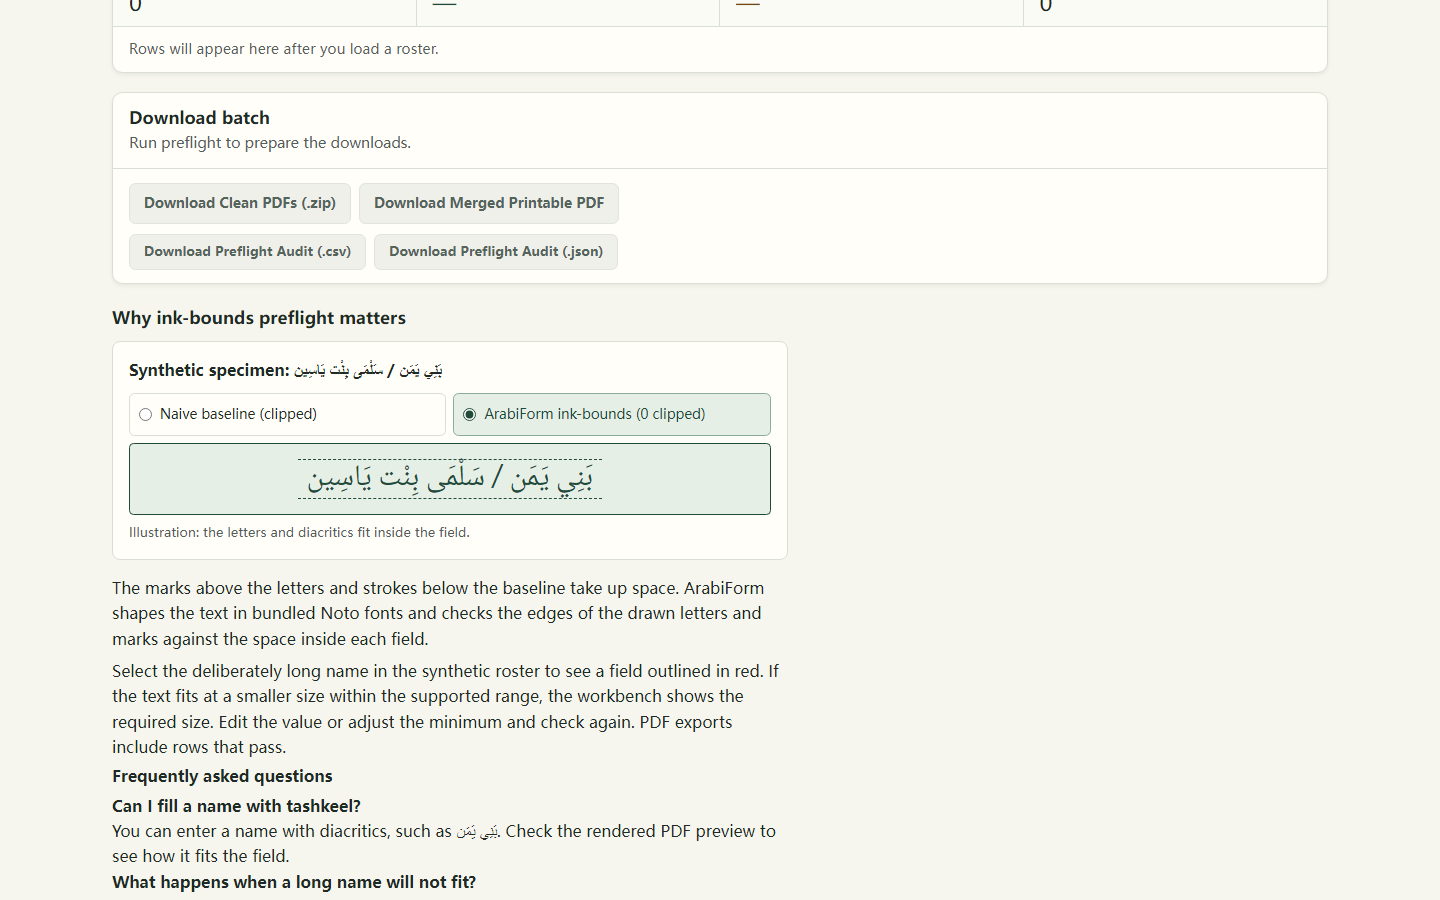 0 — — 0
Rows will appear here after you load a roster.
Download batch
Run preflight to prepare the downloads.
Download Clean PDFs (.zip) Download Merged Printable PDF
Download Preflight Audit (.csv) Download Preflight Audit (.json)
Why ink-bounds preflight matters
Synthetic specimen: بَنِي يَمَن / سَلْمَى بِنْت يَاسِين
Naive baseline (clipped) ArabiForm ink-bounds (0 clipped)
بَنِي يَمَن / سَلْمَى بِنْت يَاسِين
Illustration: the letters and diacritics fit inside the field.
The marks above the letters and strokes below the baseline take up space. ArabiForm
shapes the text in bundled Noto fonts and checks the edges of the drawn letters and
marks against the space inside each field.
Select the deliberately long name in the synthetic roster to see a field outlined in red. If
the text fits at a smaller size within the supported range, the workbench shows the
required size. Edit the value or adjust the minimum and check again. PDF exports
include rows that pass.
Frequently asked questions
Can I fill a name with tashkeel?
You can enter a name with diacritics, such as بَنِي يَمَن. Check the rendered PDF preview to
see how it fits the field.
What happens when a long name will not fit?